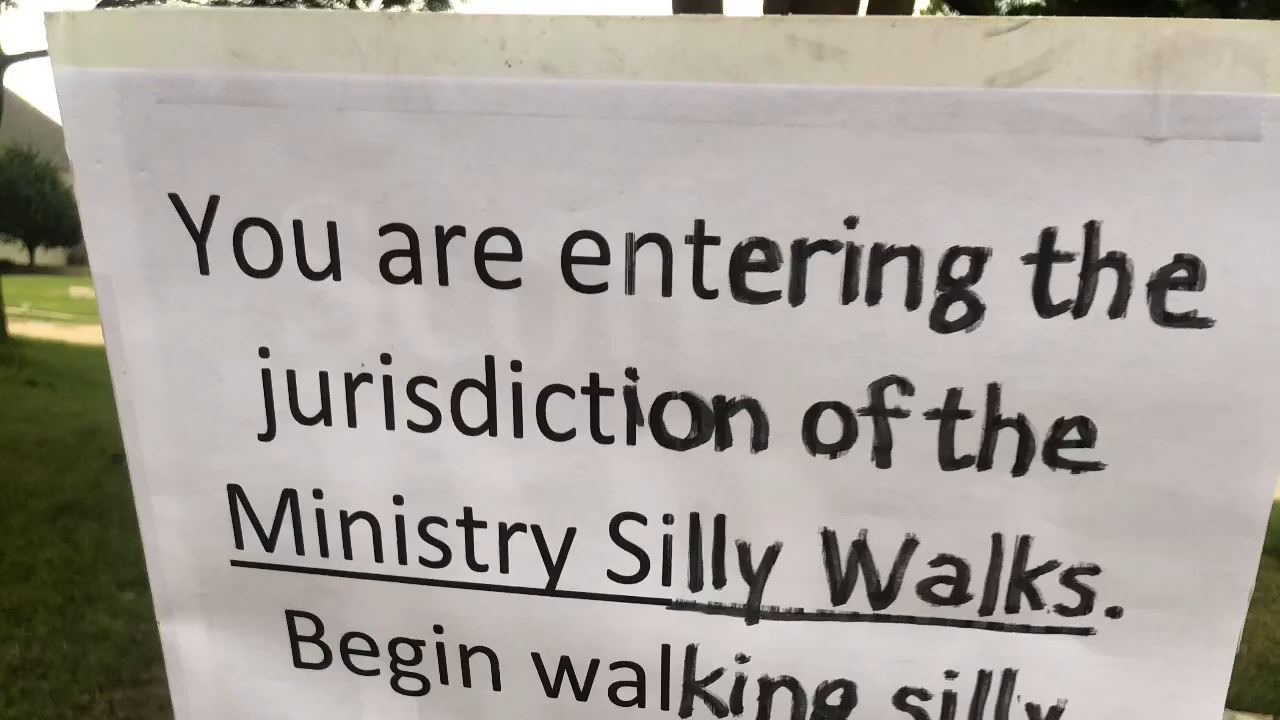 You are entering the
jurisdiction of the
Ministry Silly Walks.
Begin walking silly